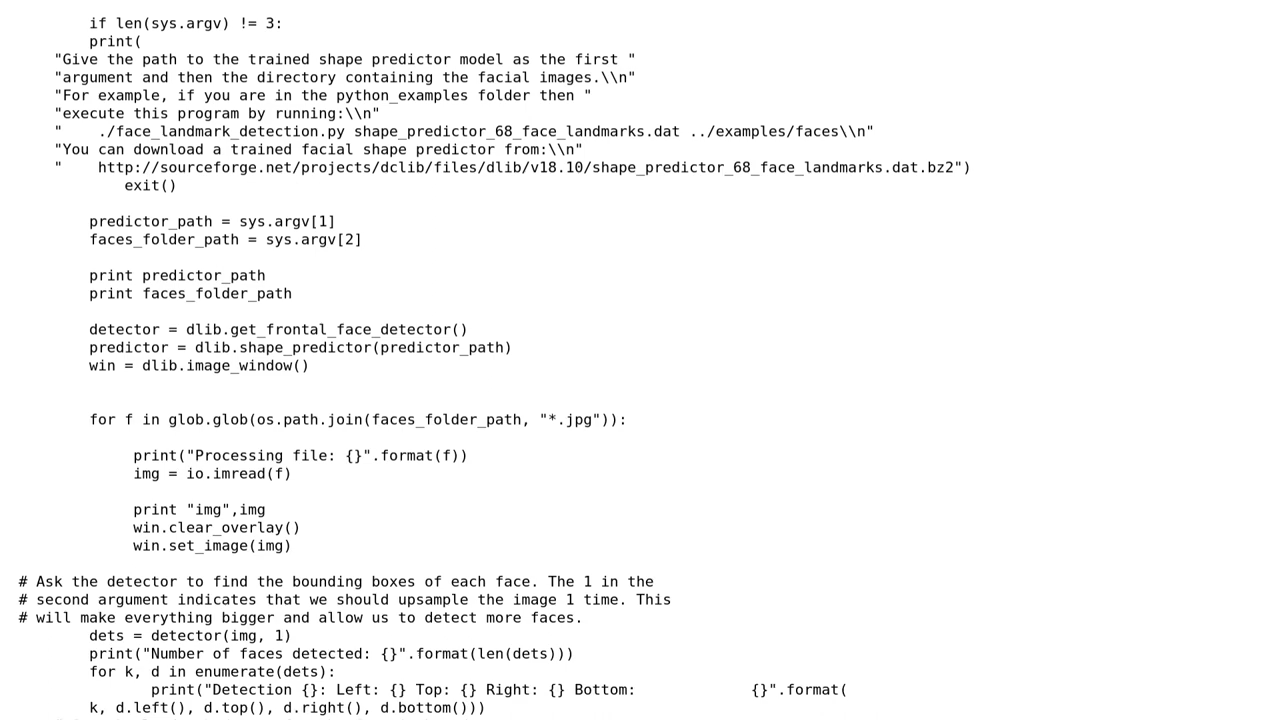 if len(sys.argv) != 3:
print(
"Give the path to the trained shape predictor model as the first "
"argument and then the directory containing the facial images.\\n"
"For example, if you are in the python_examples folder then "
"execute this program by running:\\n"
"    ./face_landmark_detection.py shape_predictor_68_face_landmarks.dat ../examples/faces\\n"
"You can download a trained facial shape predictor from:\\n"
"    http://sourceforge.net/projects/dclib/files/dlib/v18.10/shape_predictor_68_face_landmarks.dat.bz2")
exit()
predictor_path = sys.argv[1]
faces_folder_path = sys.argv[2]
print predictor_path
print faces_folder_path
detector = dlib.get_frontal_face_detector()
predictor = dlib.shape_predictor(predictor_path)
win = dlib.image_window()
for f in glob.glob(os.path.join(faces_folder_path, "*.jpg")):
print("Processing file: {}".format(f))
img = io.imread(f)
print "img",img
win.clear_overlay()
win.set_image(img)
# Ask the detector to find the bounding boxes of each face. The 1 in the
# second argument indicates that we should upsample the image 1 time. This
# will make everything bigger and allow us to detect more faces.
dets = detector(img, 1)
print("Number of faces detected: {}".format(len(dets)))
for k, d in enumerate(dets):
print("Detection {}: Left: {} Top: {} Right: {} Bottom:             {}".format(
k, d.left(), d.top(), d.right(), d.bottom()))